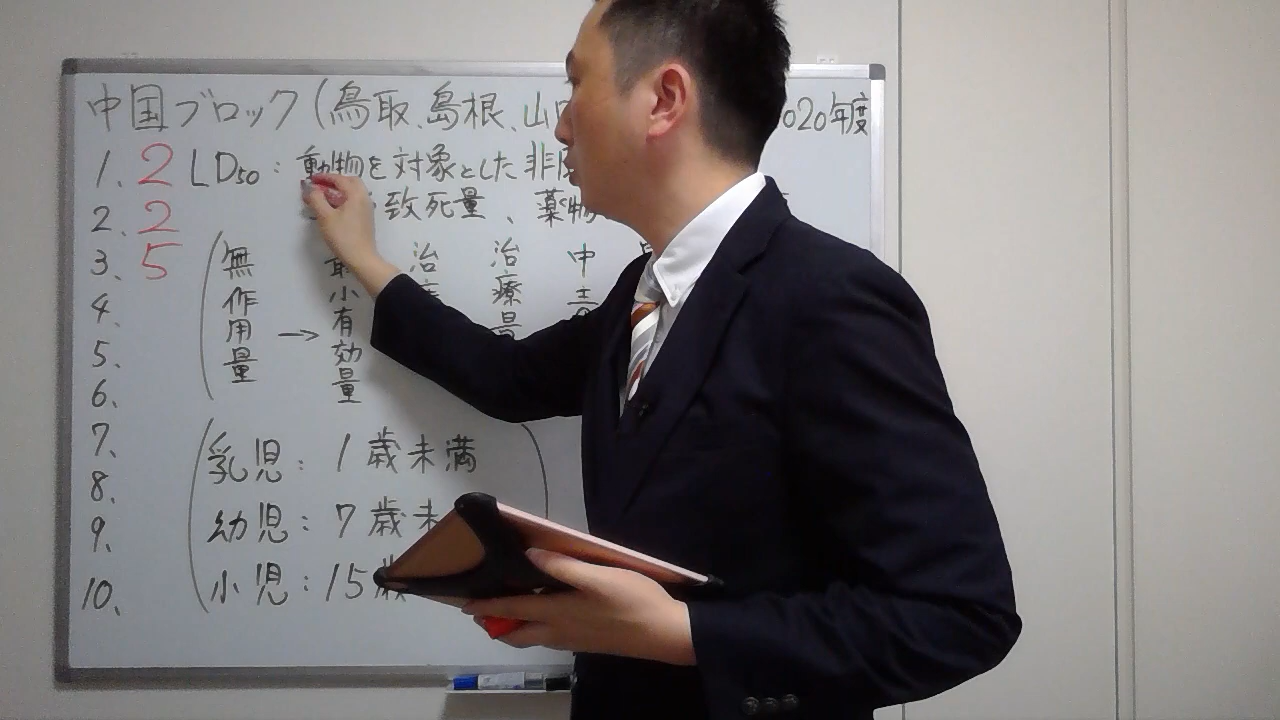 中国ブロック(鳥取、島根、山口 020年度
1、2 LD50：動物を対象とした非
2、2 致死量、薬物
3、5
4、
5、
6、
7、
8、
9、
10、
(無作用量 → 最小有効量 治 治療量 中毒
(乳児：1歳未満)
幼児：7歳未
小児：15歳